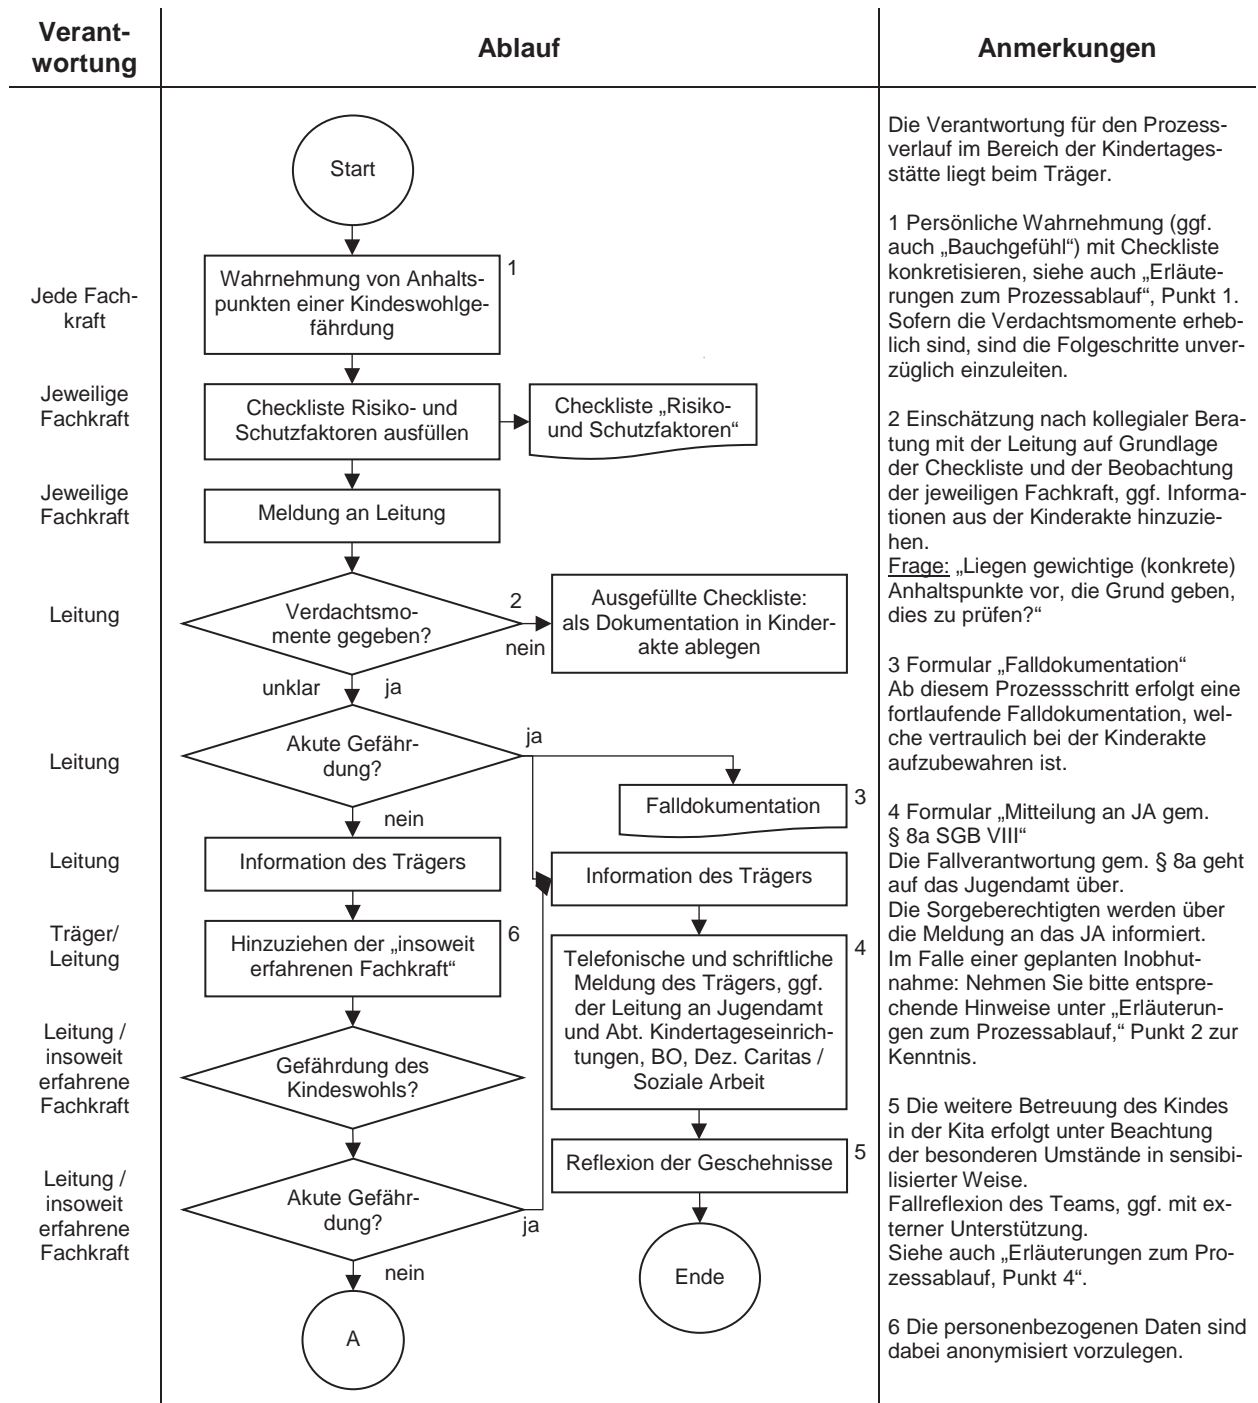 Verant-
wortung
Ablauf
Anmerkungen
Start
Jede Fach-
kraft
Wahrnehmung von Anhalts-
punkten einer Kindeswohlge-
fährdung
1
Jeweilige
Fachkraft
Checkliste Risiko- und
Schutzfaktoren ausfüllen
Checkliste „Risiko-
und Schutzfaktoren“
Jeweilige
Fachkraft
Meldung an Leitung
Leitung
Verdachtsmo-
mente gegeben?
2
nein
Ausgefüllte Checkliste:
als Dokumentation in Kinder-
akte ablegen
unklar
ja
Leitung
Akute Gefähr-
dung?
ja
nein
Falldokumentation
3
Leitung
Information des Trägers
Information des Trägers
Träger/
Leitung
Hinzuziehen der „insoweit
erfahrenen Fachkraft“
6
Telefonische und schriftliche
Meldung des Trägers, ggf.
der Leitung an Jugendamt
und Abt. Kindertageseinrich-
tungen, BO, Dez. Caritas /
Soziale Arbeit
4
Leitung /
insoweit
erfahrene
Fachkraft
Gefährdung des
Kindeswohls?
Reflexion der Geschehnisse
5
Leitung /
insoweit
erfahrene
Fachkraft
Akute Gefähr-
dung?
ja
nein
Ende
A
Die Verantwortung für den Prozess-
verlauf im Bereich der Kindertages-
stätte liegt beim Träger.
1 Persönliche Wahrnehmung (ggf.
auch „Bauchgefühl“) mit Checkliste
konkretisieren, siehe auch „Erläute-
rungen zum Prozessablauf“, Punkt 1.
Sofern die Verdachtsmomente erheb-
lich sind, sind die Folgeschritte unver-
züglich einzuleiten.
2 Einschätzung nach kollegialer Bera-
tung mit der Leitung auf Grundlage
der Checkliste und der Beobachtung
der jeweiligen Fachkraft, ggf. Informa-
tionen aus der Kinderakte hinzuzie-
hen.
Frage: „Liegen gewichtige (konkrete)
Anhaltspunkte vor, die Grund geben,
dies zu prüfen?“
3 Formular „Falldokumentation“
Ab diesem Prozessschritt erfolgt eine
fortlaufende Falldokumentation, wel-
che vertraulich bei der Kinderakte
aufzubewahren ist.
4 Formular „Mitteilung an JA gem.
§ 8a SGB VIII“
Die Fallverantwortung gem. § 8a geht
auf das Jugendamt über.
Die Sorgeberechtigten werden über
die Meldung an das JA informiert.
Im Falle einer geplanten Inobhut-
nahme: Nehmen Sie bitte entspre-
chende Hinweise unter „Erläuterun-
gen zum Prozessablauf,“ Punkt 2 zur
Kenntnis.
5 Die weitere Betreuung des Kindes
in der Kita erfolgt unter Beachtung
der besonderen Umstände in sensibi-
lisierter Weise.
Fallreflexion des Teams, ggf. mit ex-
terner Unterstützung.
Siehe auch „Erläuterungen zum Pro-
zessablauf, Punkt 4“.
6 Die personenbezogenen Daten sind
dabei anonymisiert vorzulegen.